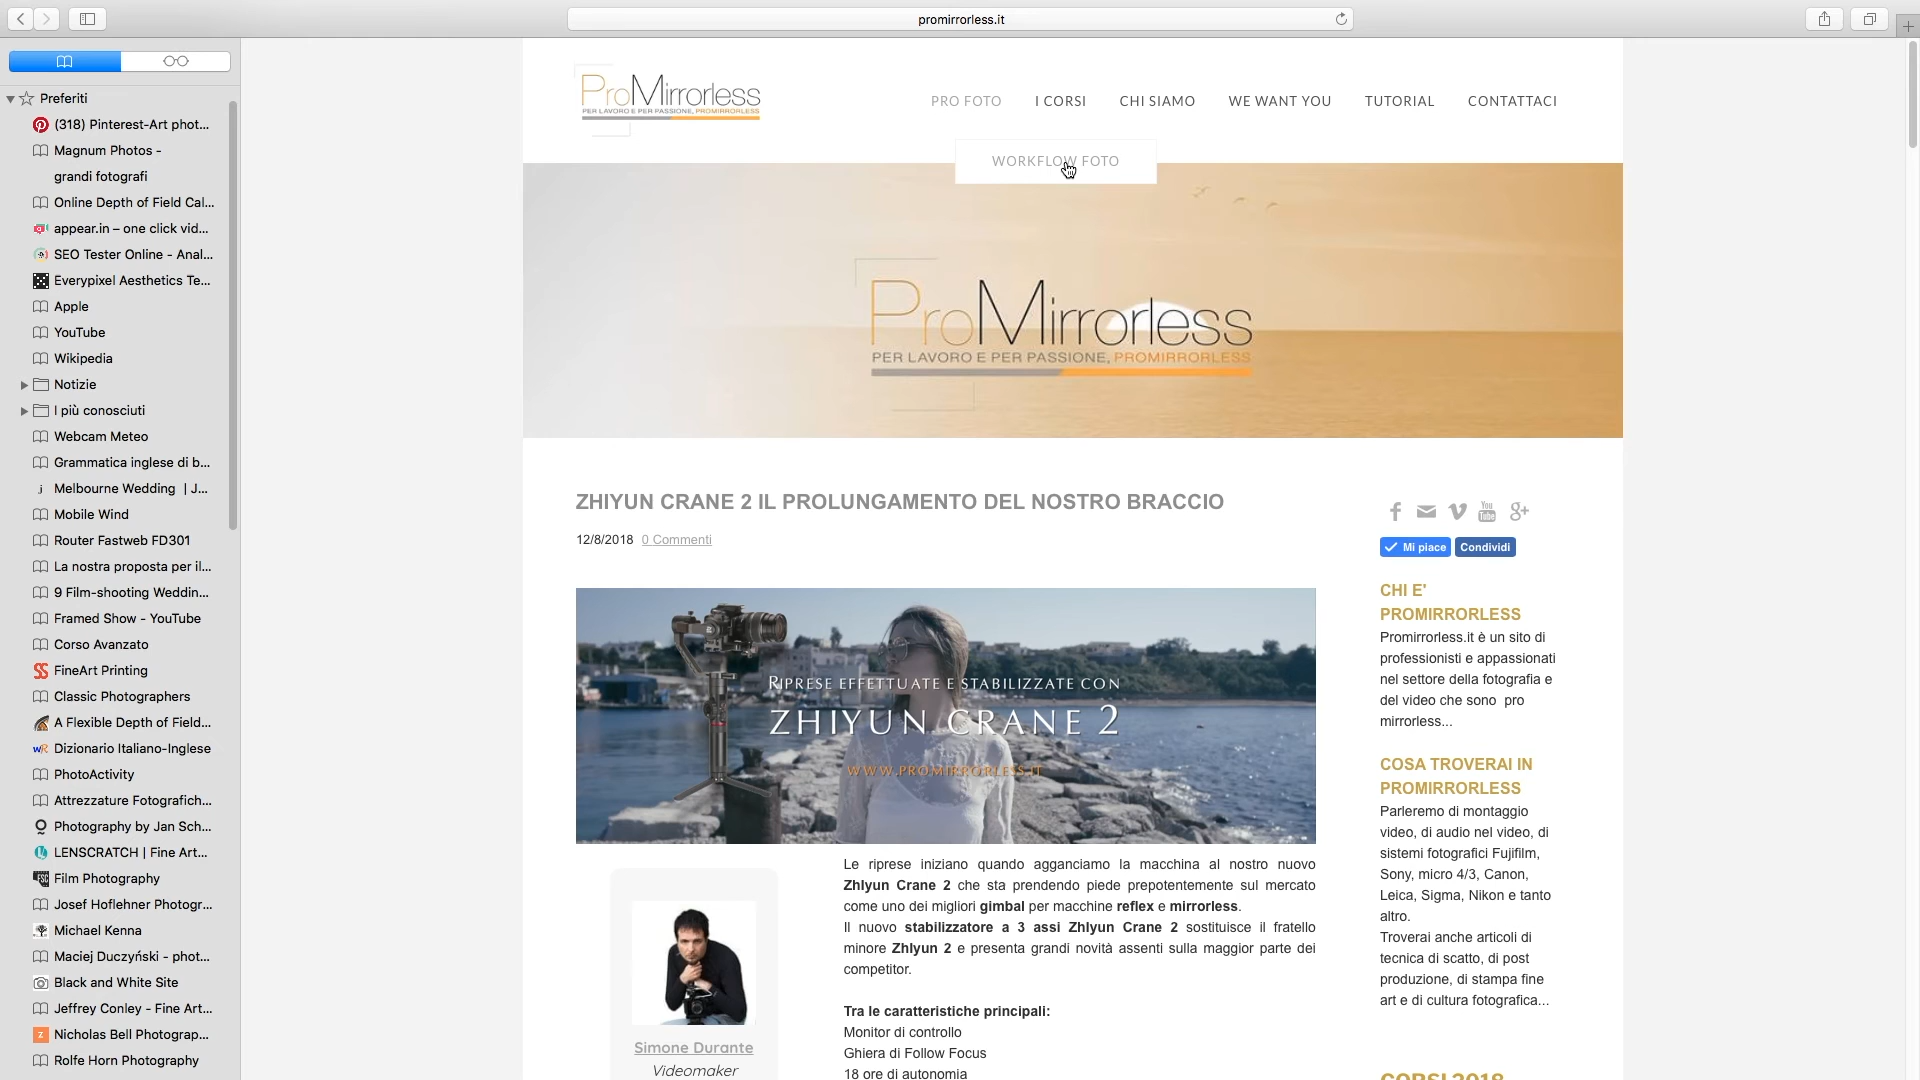 promirrorless.it
Preferiti
(318) Pinterest-Art phot...
Magnum Photos -
grandi fotografi
Online Depth of Field Cal...
appear.in – one click vid...
SEO Tester Online - Anal...
Everypixel Aesthetics Te...
Apple
YouTube
Wikipedia
Notizie
I più conosciuti
Webcam Meteo
Grammatica inglese di b...
Melbourne Wedding | J...
Mobile Wind
Router Fastweb FD301
La nostra proposta per il...
9 Film-shooting Weddin...
Framed Show - YouTube
Corso Avanzato
FineArt Printing
Classic Photographers
A Flexible Depth of Field...
Dizionario Italiano-Inglese
PhotoActivity
Attrezzature Fotografich...
Photography by Jan Sch...
LENSCRATCH | Fine Art...
Film Photography
Josef Hoflehner Photogr...
Michael Kenna
Maciej Duczyński - phot...
Black and White Site
Jeffrey Conley - Fine Art...
Nicholas Bell Photograp...
Rolfe Horn Photography
ProMirrorless
PER LAVORO E PER PASSIONE, PROMIRRORLESS
PRO FOTO I CORSI CHI SIAMO WE WANT YOU TUTORIAL CONTATTACI
WORKFLOW FOTO
ProMirrorless
PER LAVORO E PER PASSIONE, PROMIRRORLESS
ZHIYUN CRANE 2 IL PROLUNGAMENTO DEL NOSTRO BRACCIO
12/8/2018 0 Commenti
RIPRESE EFFETTUATE E STABILIZZATE CON
ZHIYUN CRANE 2
WWW.PROMIRRORLESS.IT
Simone Durante
Videomaker
Le riprese iniziano quando agganciamo la macchina al nostro nuovo
ZhIyun Crane 2 che sta prendendo piede prepotentemente sul mercato
come uno dei migliori gimbal per macchine reflex e mirrorless.
Il nuovo stabilizzatore a 3 assi ZhIyun Crane 2 sostituisce il fratello
minore ZhIyun 2 e presenta grandi novità assenti sulla maggior parte dei
competitor.
Tra le caratteristiche principali:
Monitor di controllo
Ghiera di Follow Focus
18 ore di autonomia
Mi piace Condividi
CHI E'
PROMIRRORLESS
Promirrorless.it è un sito di
professionisti e appassionati
nel settore della fotografia e
del video che sono pro
mirrorless...
COSA TROVERAI IN
PROMIRRORLESS
Parleremo di montaggio
video, di audio nel video, di
sistemi fotografici Fujifilm,
Sony, micro 4/3, Canon,
Leica, Sigma, Nikon e tanto
altro.
Troverai anche articoli di
tecnica di scatto, di post
produzione, di stampa fine
art e di cultura fotografica...
CORSI 2018